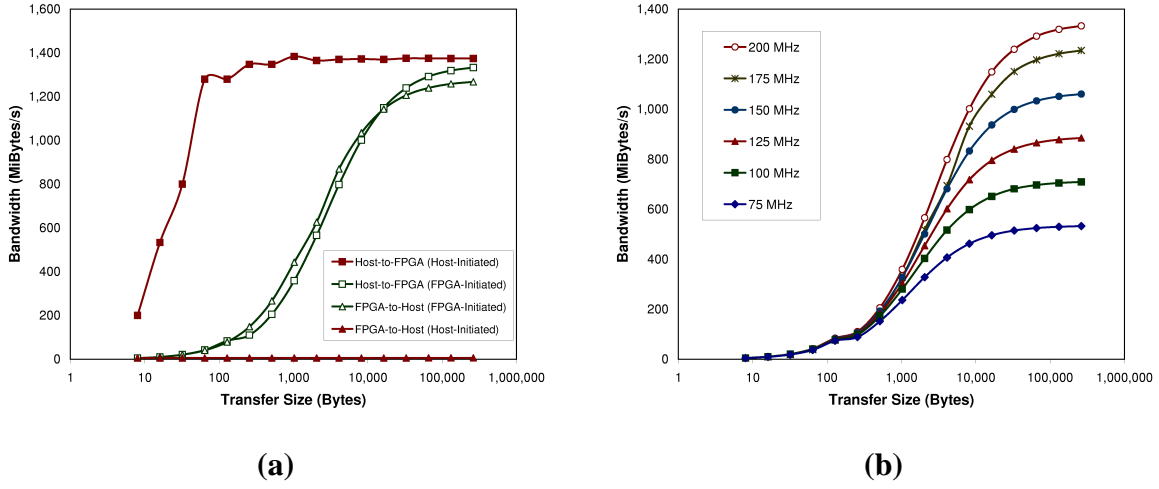 1,600
1,400
1,200
1,000
800
600
400
200
0
Bandwidth (MiBytes/s)
Host-to-FPGA (Host-Initiated)
Host-to-FPGA (FPGA-Initiated)
FPGA-to-Host (FPGA-Initiated)
FPGA-to-Host (Host-Initiated)
1 10 100 1,000 10,000 100,000 1,000,000
Transfer Size (Bytes)
(a)
1,400
1,200
1,000
800
600
400
200
0
Bandwidth (MiBytes/s)
200 MHz
175 MHz
150 MHz
125 MHz
100 MHz
75 MHz
1 10 100 1,000 10,000 100,000 1,000,000
Transfer Size (Bytes)
(b)